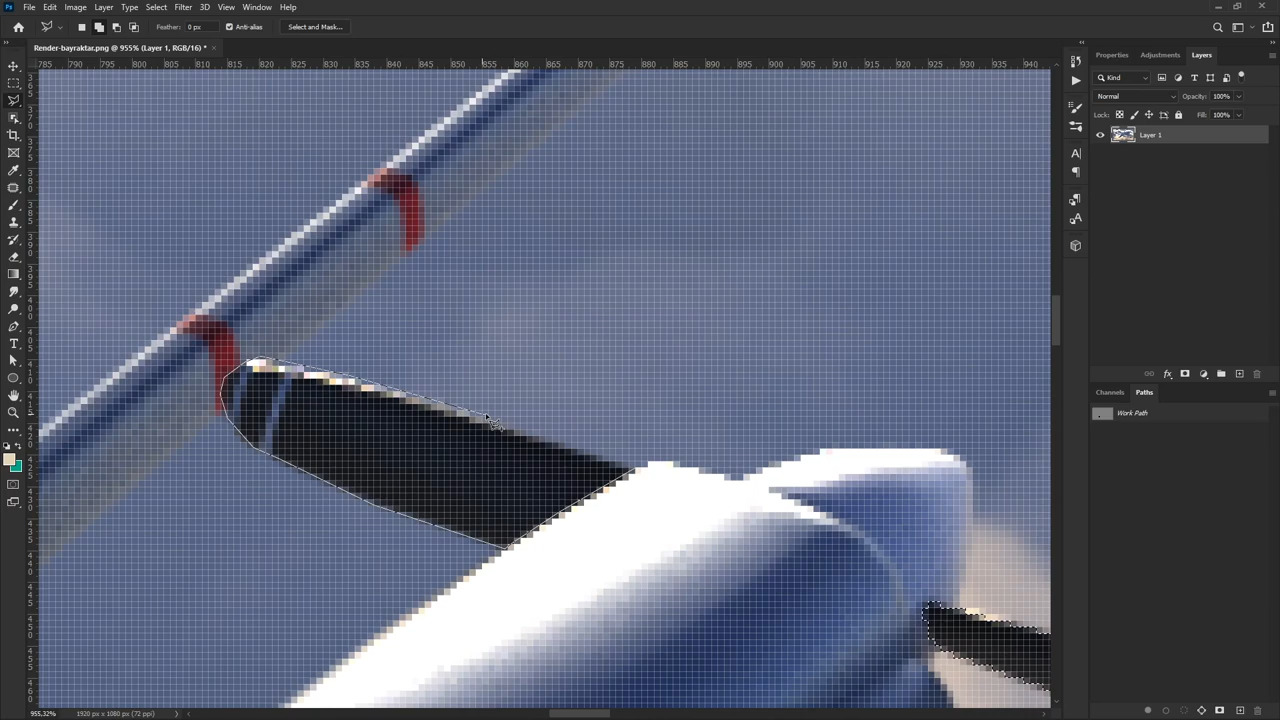 Ps File Edit Image Layer Type Select Filter 3D View Window Help
Feather: 0 px Anti-alias Select and Mask...
Render-bayraktar.png @ 955% (Layer 1, RGB/16) * ×
785 790 795 800 805 810 815 820 825 830 835 840 845 850 855 860 865 870 875 880 885 890 895 900 905 910 915 920 925 930 935 940
Properties Adjustments Layers
Kind
Normal Opacity: 100%
Lock: Fill: 100%
Layer 1
fx
Channels Paths
Work Path
955,32% 1920 px x 1080 px (72 ppi)